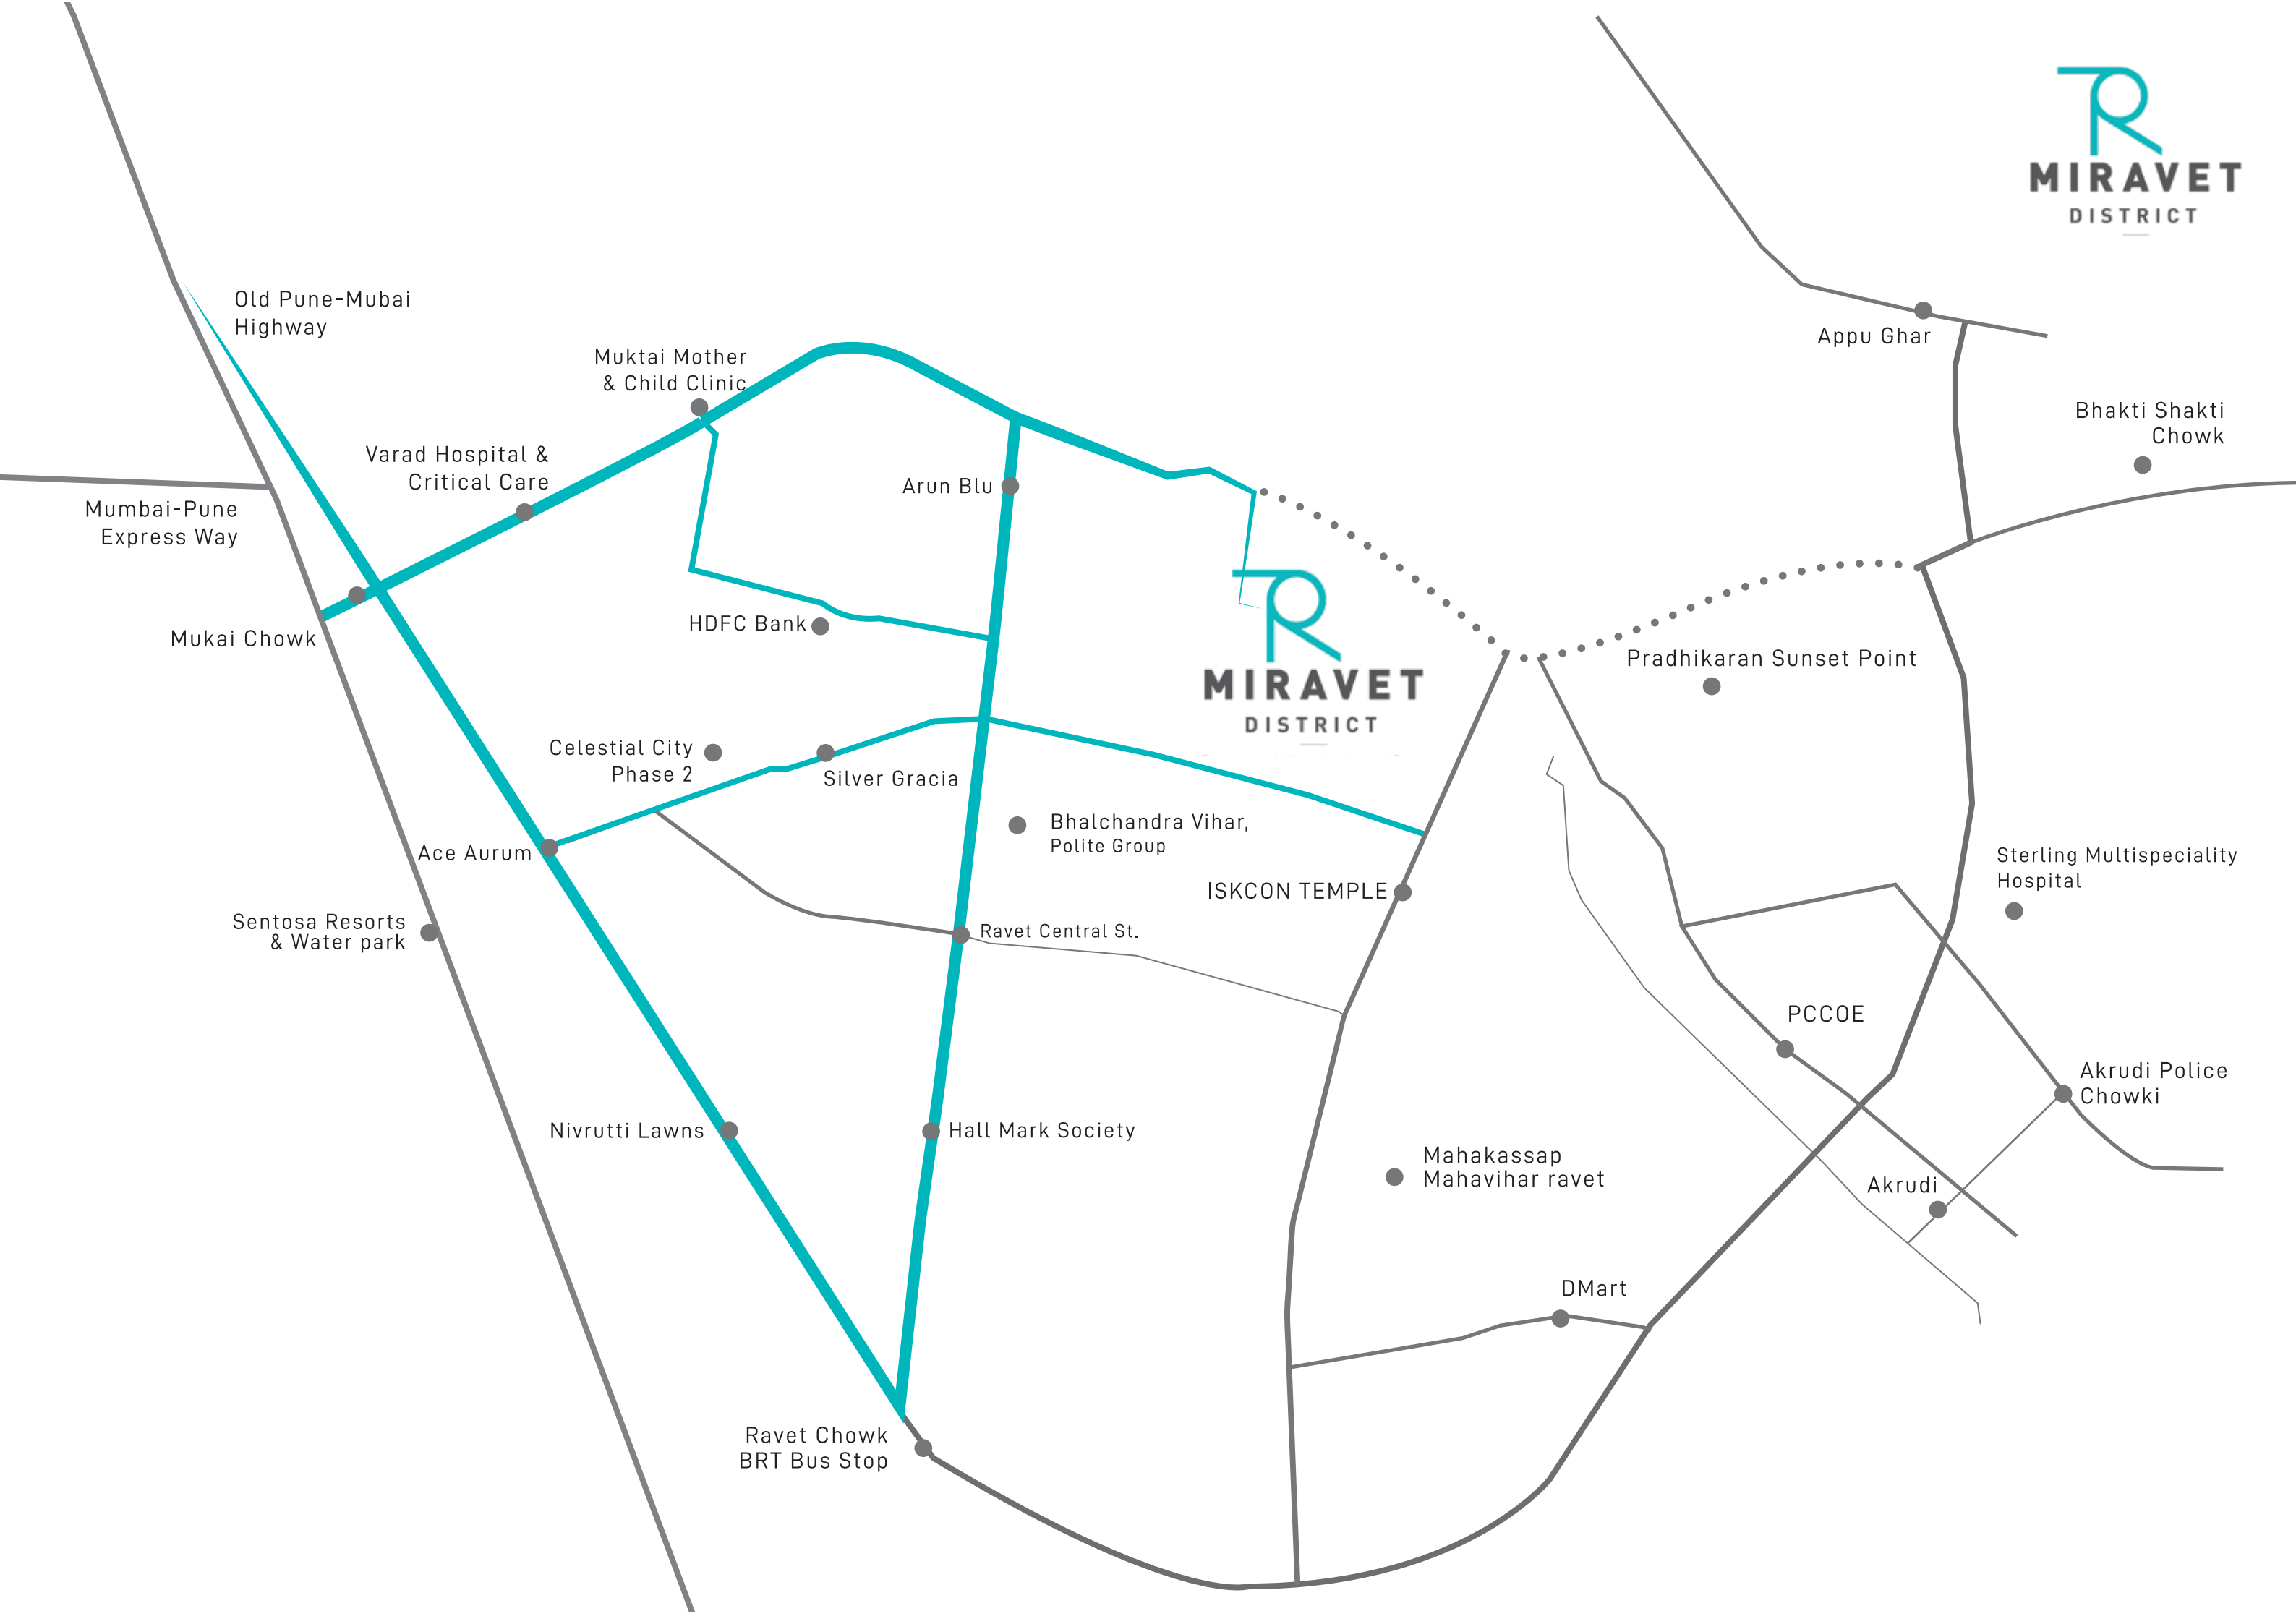 MIRAVET
DISTRICT
Old Pune-Mubai
Highway
Appu Ghar
Muktai Mother
& Child Clinic
Bhakti Shakti
Chowk
Varad Hospital &
Critical Care
Arun Blu
Mumbai-Pune
Express Way
Mukai Chowk
HDFC Bank
MIRAVET
DISTRICT
Pradhikaran Sunset Point
Celestial City
Phase 2
Silver Gracia
Bhalchandra Vihar,
Polite Group
Ace Aurum
Sterling Multispeciality
Hospital
ISKCON TEMPLE
Sentosa Resorts
& Water park
Ravet Central St.
PCCOE
Akrudi Police
Chowki
Nivrutti Lawns
Hall Mark Society
Mahakassap
Mahavihar ravet
Akrudi
DMart
Ravet Chowk
BRT Bus Stop